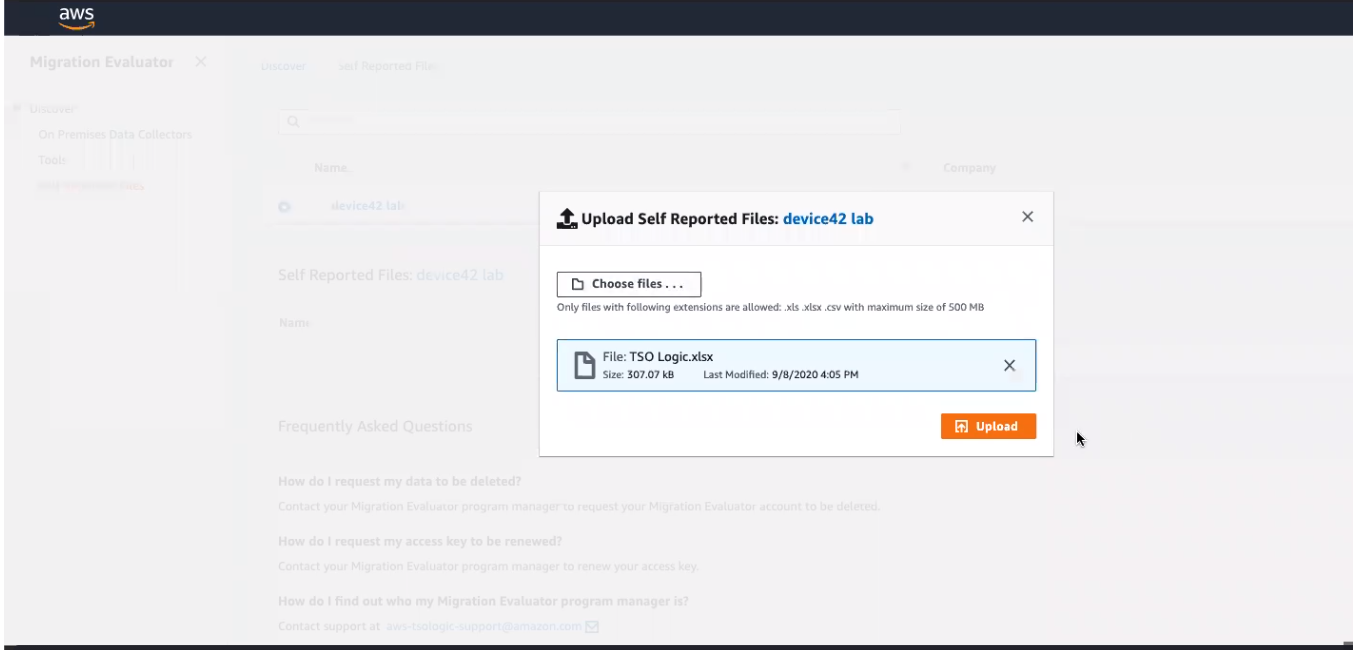 aws
Migration Evaluator
Discover
Self Reported Files
Discover
On Premises Data Collectors
Tools
Name
Company
device42 lab
Upload Self Reported Files: device42 lab
Self Reported Files: device42 lab
Choose files . . .
Only files with following extensions are allowed: .xls .xlsx .csv with maximum size of 500 MB
Name
File: TSO Logic.xlsx
Size: 307.07 kB Last Modified: 9/8/2020 4:05 PM
Upload
Frequently Asked Questions
How do I request my data to be deleted?
Contact your Migration Evaluator program manager to request your Migration Evaluator account to be deleted.
How do I request my access key to be renewed?
Contact your Migration Evaluator program manager to renew your access key.
How do I find out who my Migration Evaluator program manager is?
Contact support at aws-tsologic-support@amazon.com